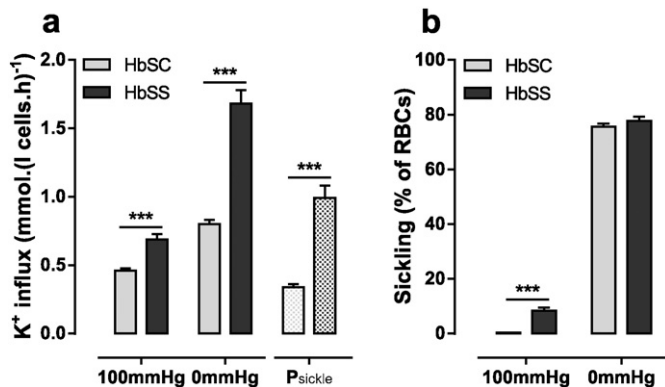 a
K⁺ influx (mmol.(l cells.h)⁻¹
2.0
1.5
1.0
0.5
0.0
HbSC
HbSS
***
***
***
100mmHg 0mmHg Psickle
b
Sickling (% of RBCs)
100
80
60
40
20
0
HbSC
HbSS
***
100mmHg 0mmHg